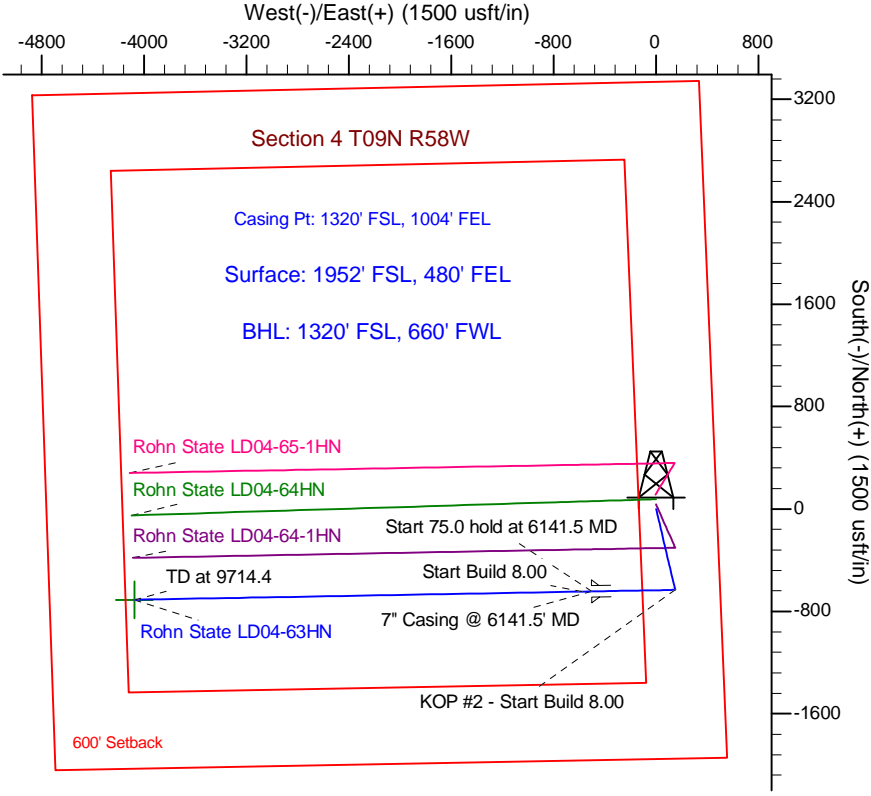 West(-)/East(+) (1500 usft/in)
-4800 -4000 -3200 -2400 -1600 -800 0 800
3200
2400
1600
800
0
-800
-1600
South(-)/North(+) (1500 usft/in)
Section 4 T09N R58W
Casing Pt: 1320' FSL, 1004' FEL
Surface: 1952' FSL, 480' FEL
BHL: 1320' FSL, 660' FWL
Rohn State LD04-65-1HN
Rohn State LD04-64HN
Rohn State LD04-64-1HN
Start 75.0 hold at 6141.5 MD
TD at 9714.4
Start Build 8.00
7" Casing @ 6141.5' MD
Rohn State LD04-63HN
KOP #2 - Start Build 8.00
600' Setback